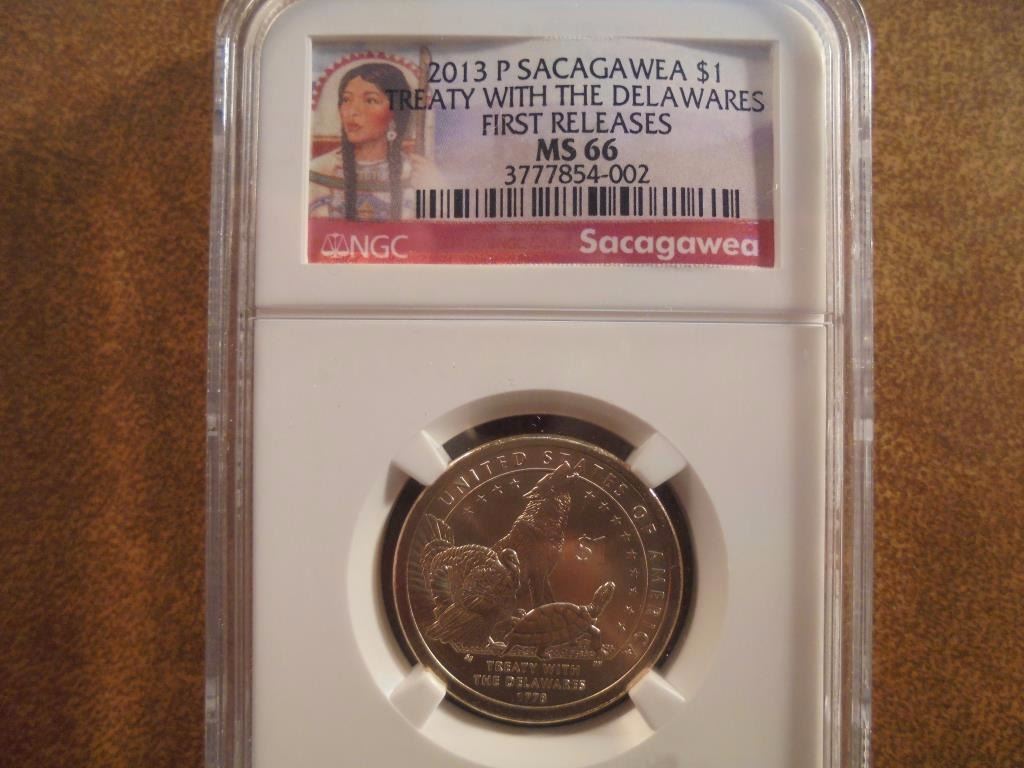 2013 P SACAGAWEA $1
TREATY WITH THE DELAWARES
FIRST RELEASES
MS 66
3777854-002
NGC
Sacagawea
UNITED STATES OF AMERICA
$1
TREATY WITH
THE DELAWARES
1778